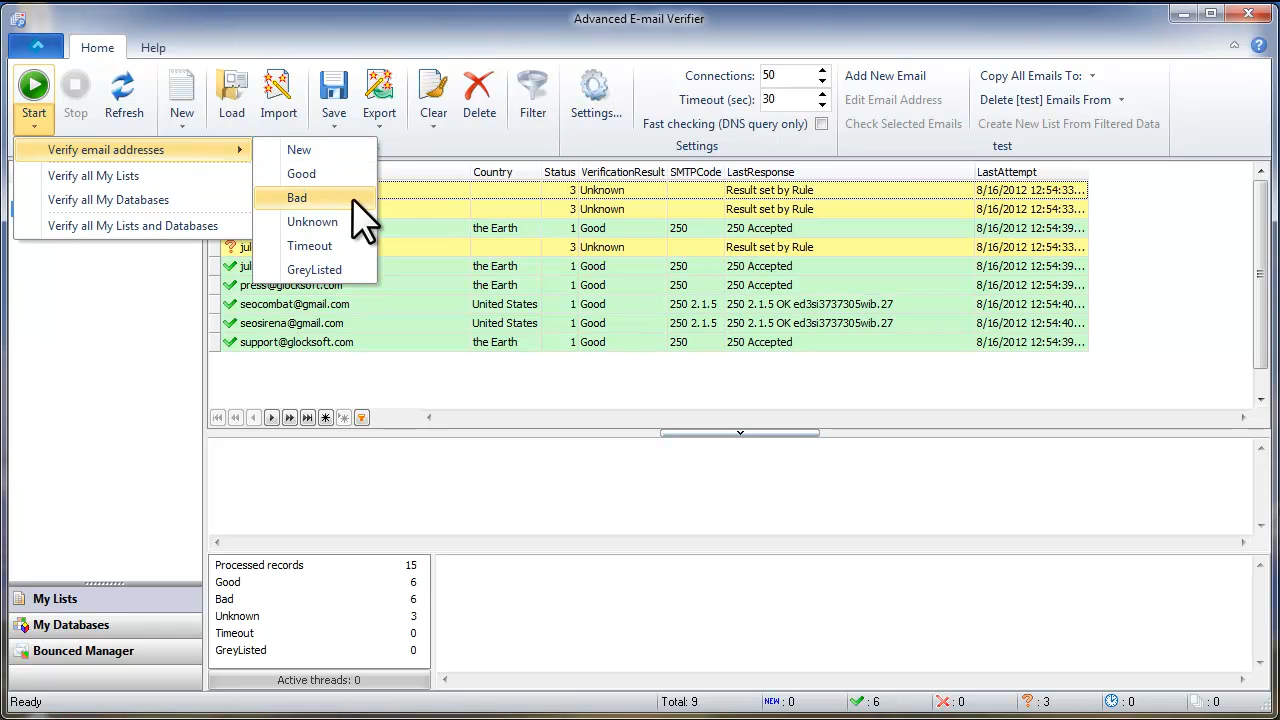 Advanced E-mail Verifier
Home Help
Start Stop Refresh New Load Import Save Export Clear Delete Filter Settings...
Connections: 50
Timeout (sec): 30
Fast checking (DNS query only)
Settings
Add New Email
Edit Email Address
Check Selected Emails
Copy All Emails To:
Delete [test] Emails From
Create New List From Filtered Data
test
Verify email addresses
Verify all My Lists
Verify all My Databases
Verify all My Lists and Databases
New
Good
Bad
Unknown
Timeout
GreyListed
Country Status VerificationResult SMTPCode LastResponse LastAttempt
3 Unknown Result set by Rule 8/16/2012 12:54:33...
3 Unknown Result set by Rule 8/16/2012 12:54:33...
the Earth 1 Good 250 250 Accepted 8/16/2012 12:54:39...
3 Unknown Result set by Rule 8/16/2012 12:54:33...
the Earth 1 Good 250 250 Accepted 8/16/2012 12:54:39...
press@glocksoft.com the Earth 1 Good 250 250 Accepted 8/16/2012 12:54:39...
seocombat@gmail.com United States 1 Good 250 2.1.5 250 2.1.5 OK ed3si3737305wib.27 8/16/2012 12:54:40...
seosirena@gmail.com United States 1 Good 250 2.1.5 250 2.1.5 OK ed3si3737305wib.27 8/16/2012 12:54:40...
support@glocksoft.com the Earth 1 Good 250 250 Accepted 8/16/2012 12:54:39...
My Lists
My Databases
Bounced Manager
Processed records 15
Good 6
Bad 6
Unknown 3
Timeout 0
GreyListed 0
Active threads: 0
Ready Total: 9 NEW : 0 : 6 : 0 : 3 : 0 : 0